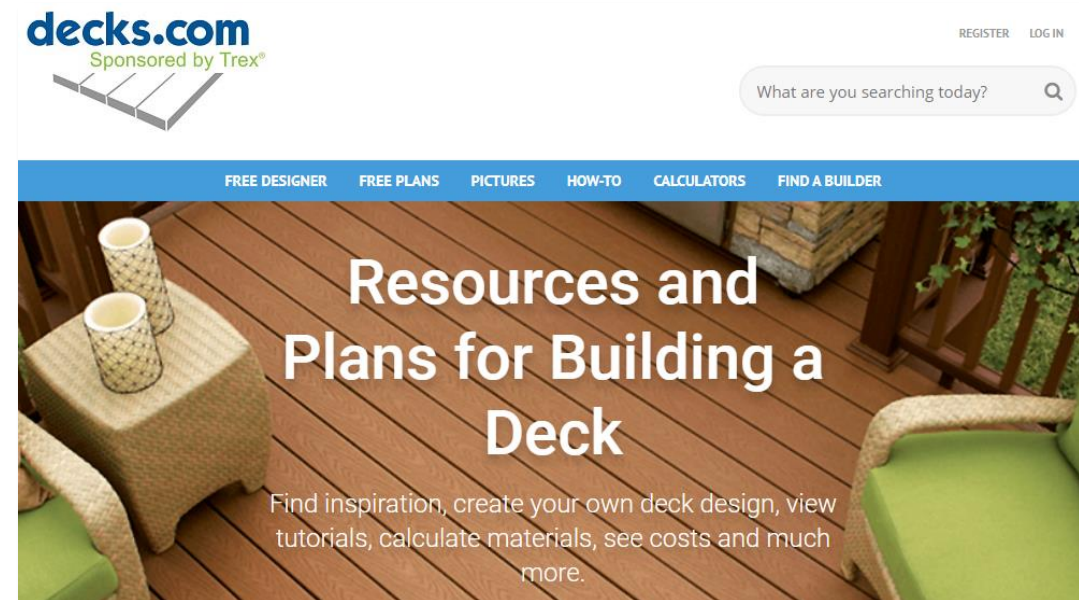 decks.com
Sponsored by Trex®
REGISTER LOG IN
What are you searching today?
FREE DESIGNER FREE PLANS PICTURES HOW-TO CALCULATORS FIND A BUILDER
Resources and
Plans for Building a
Deck
Find inspiration, create your own deck design, view
tutorials, calculate materials, see costs and much
more.